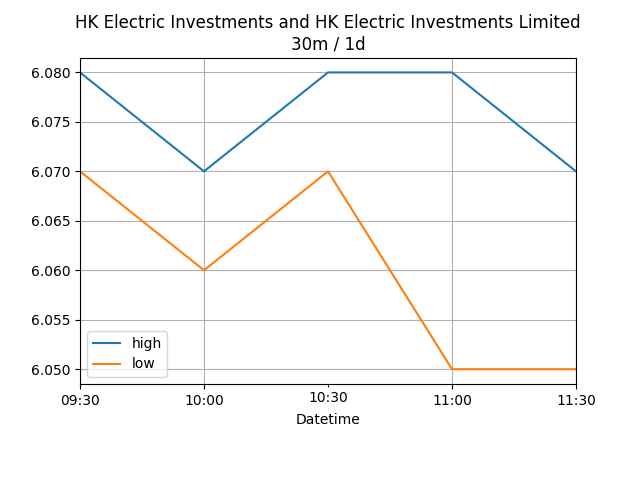 HK Electric Investments and HK Electric Investments Limited
30m / 1d
6.080
6.075
6.070
6.065
6.060
6.055
6.050
high
low
09:30
10:00
10:30
11:00
11:30
Datetime